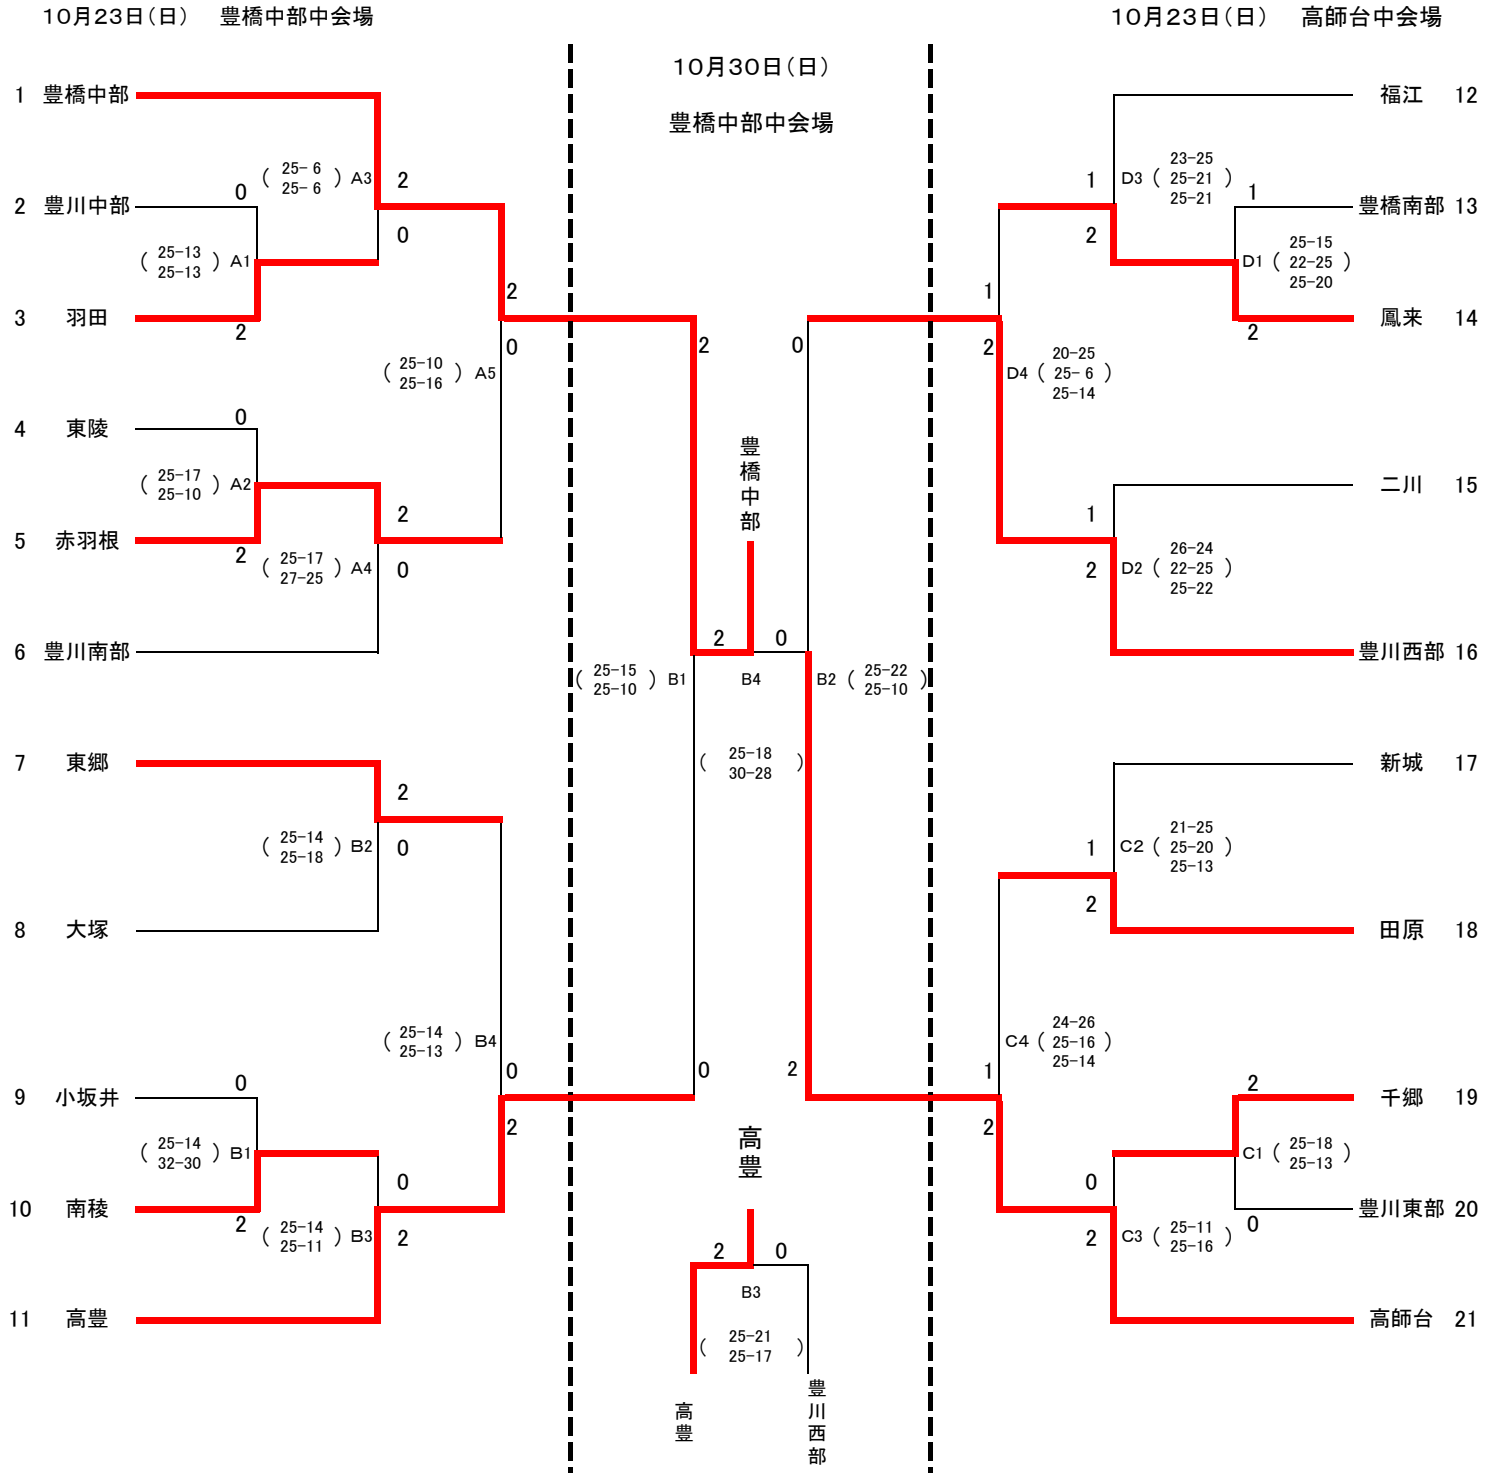 10月23日(日)　豊橋中部中会場
10月30日(日)
豊橋中部中会場
10月23日(日)　高師台中会場
1 豊橋中部
2 豊川中部
3 羽田
4 東陵
5 赤羽根
6 豊川南部
7 東郷
8 大塚
9 小坂井
10 南稜
11 高豊
0
( 25-13
25-13 ) A1
2
( 25-6
25-6 ) A3
2
0
0
( 25-17
25-10 ) A2
2
2
( 25-17
27-25 ) A4
0
2
0
( 25-10
25-16 ) A5
2
( 25-14
25-18 ) B2
0
0
( 25-14
32-30 ) B1
2
0
( 25-14
25-11 ) B3
2
( 25-14
25-13 ) B4
0
2
2
( 25-15
25-10 ) B1
0
豊橋中部
2 0
B4
( 25-18
30-28 )
0
B2 ( 25-22
25-10 )
2
高豊
2 0
B3
( 25-21
25-17 )
高豊
豊川西部
福江 12
豊橋南部 13
鳳来 14
二川 15
豊川西部 16
新城 17
田原 18
千郷 19
豊川東部 20
高師台 21
1
D3 ( 23-25
25-21
25-21 )
2
1
D1 ( 25-15
22-25
25-20 )
2
1
2
D4 ( 20-25
25-6
25-14 )
1
D2 ( 26-24
22-25
25-22 )
2
1
C2 ( 21-25
25-20
25-13 )
2
C4 ( 24-26
25-16
25-14 )
1
2
2
C1 ( 25-18
25-13 )
0
0
C3 ( 25-11
25-16 )
2